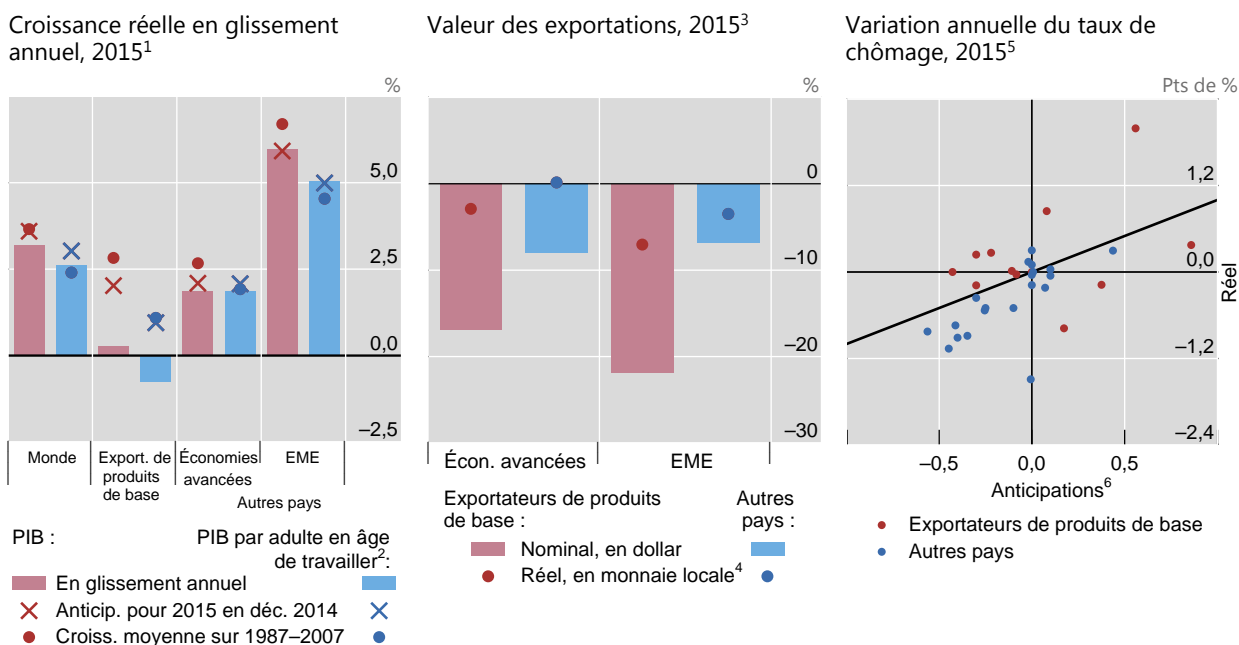 Croissance réelle en glissement
annuel, 2015¹
%
5,0
2,5
0,0
–2,5
Monde
Export. de
produits
de base
Économies
avancées
EME
Autres pays
PIB :
PIB par adulte en âge
de travailler²:
En glissement annuel
Anticip. pour 2015 en déc. 2014
Croiss. moyenne sur 1987–2007
Valeur des exportations, 2015³
%
0
–10
–20
–30
Écon. avancées
EME
Exportateurs de produits
de base :
Autres
pays :
Nominal, en dollar
Réel, en monnaie locale⁴
Variation annuelle du taux de
chômage, 2015⁵
Pts de %
1,2
0,0
–1,2
–2,4
Réel
–0,5
0,0
0,5
Anticipations⁶
Exportateurs de produits de base
Autres pays